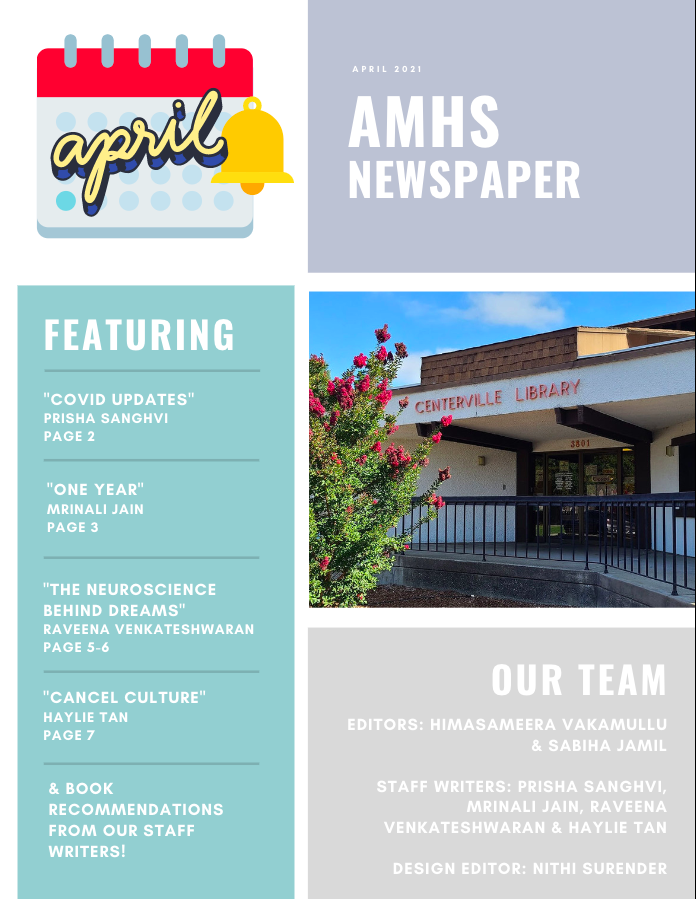 april
APRIL 2021
AMHS
NEWSPAPER
FEATURING
"COVID UPDATES"
PRISHA SANGHVI
PAGE 2
"ONE YEAR"
MRINALI JAIN
PAGE 3
"THE NEUROSCIENCE
BEHIND DREAMS"
RAVEENA VENKATESHWARAN
PAGE 5-6
"CANCEL CULTURE"
HAYLIE TAN
PAGE 7
& BOOK
RECOMMENDATIONS
FROM OUR STAFF
WRITERS!
CENTERVILLE LIBRARY
3801
OUR TEAM
EDITORS: HIMASAMEERA VAKAMULLU
& SABIHA JAMIL
STAFF WRITERS: PRISHA SANGHVI,
MRINALI JAIN, RAVEENA
VENKATESHWARAN & HAYLIE TAN
DESIGN EDITOR: NITHI SURENDER